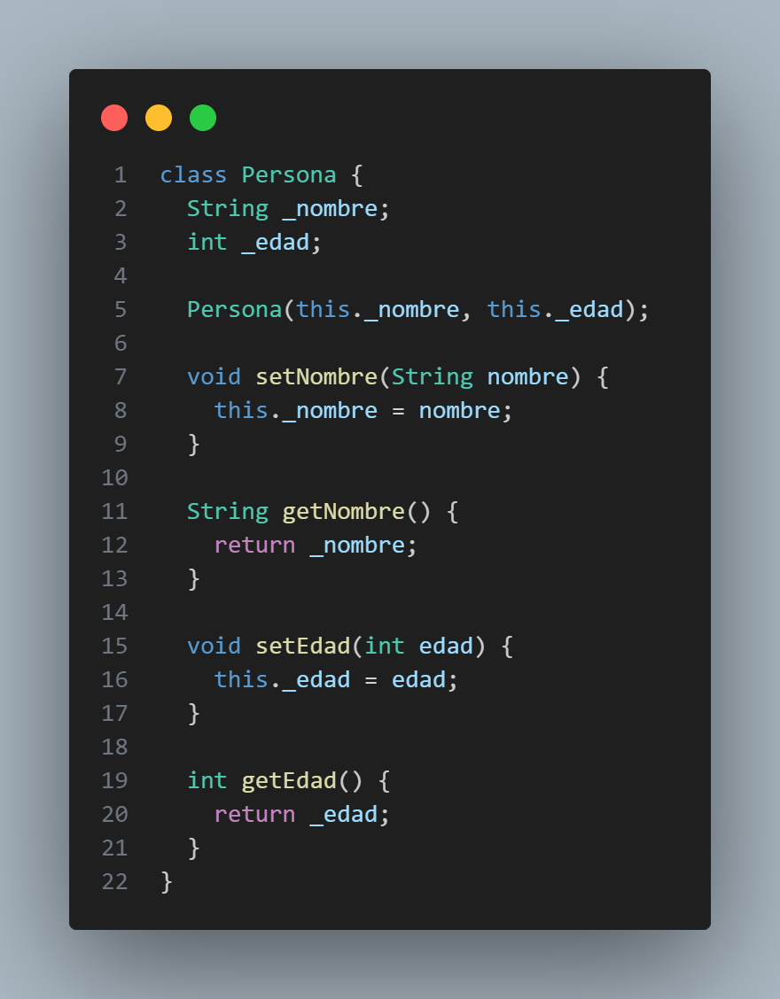 1 class Persona {
2 String _nombre;
3 int _edad;
4
5 Persona(this._nombre, this._edad);
6
7 void setNombre(String nombre) {
8 this._nombre = nombre;
9 }
10
11 String getNombre() {
12 return _nombre;
13 }
14
15 void setEdad(int edad) {
16 this._edad = edad;
17 }
18
19 int getEdad() {
20 return _edad;
21 }
22 }